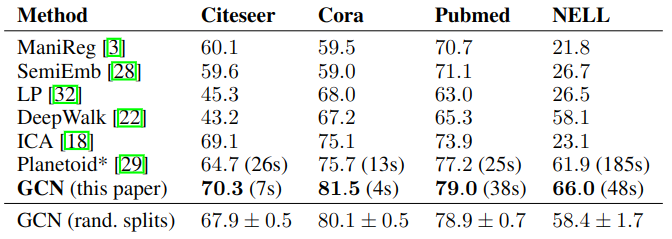 Method Citeseer Cora Pubmed NELL
ManiReg [3] 60.1 59.5 70.7 21.8
SemiEmb [28] 59.6 59.0 71.1 26.7
LP [32] 45.3 68.0 63.0 26.5
DeepWalk [22] 43.2 67.2 65.3 58.1
ICA [18] 69.1 75.1 73.9 23.1
Planetoid* [29] 64.7 (26s) 75.7 (13s) 77.2 (25s) 61.9 (185s)
GCN (this paper) 70.3 (7s) 81.5 (4s) 79.0 (38s) 66.0 (48s)
GCN (rand. splits) 67.9 ± 0.5 80.1 ± 0.5 78.9 ± 0.7 58.4 ± 1.7